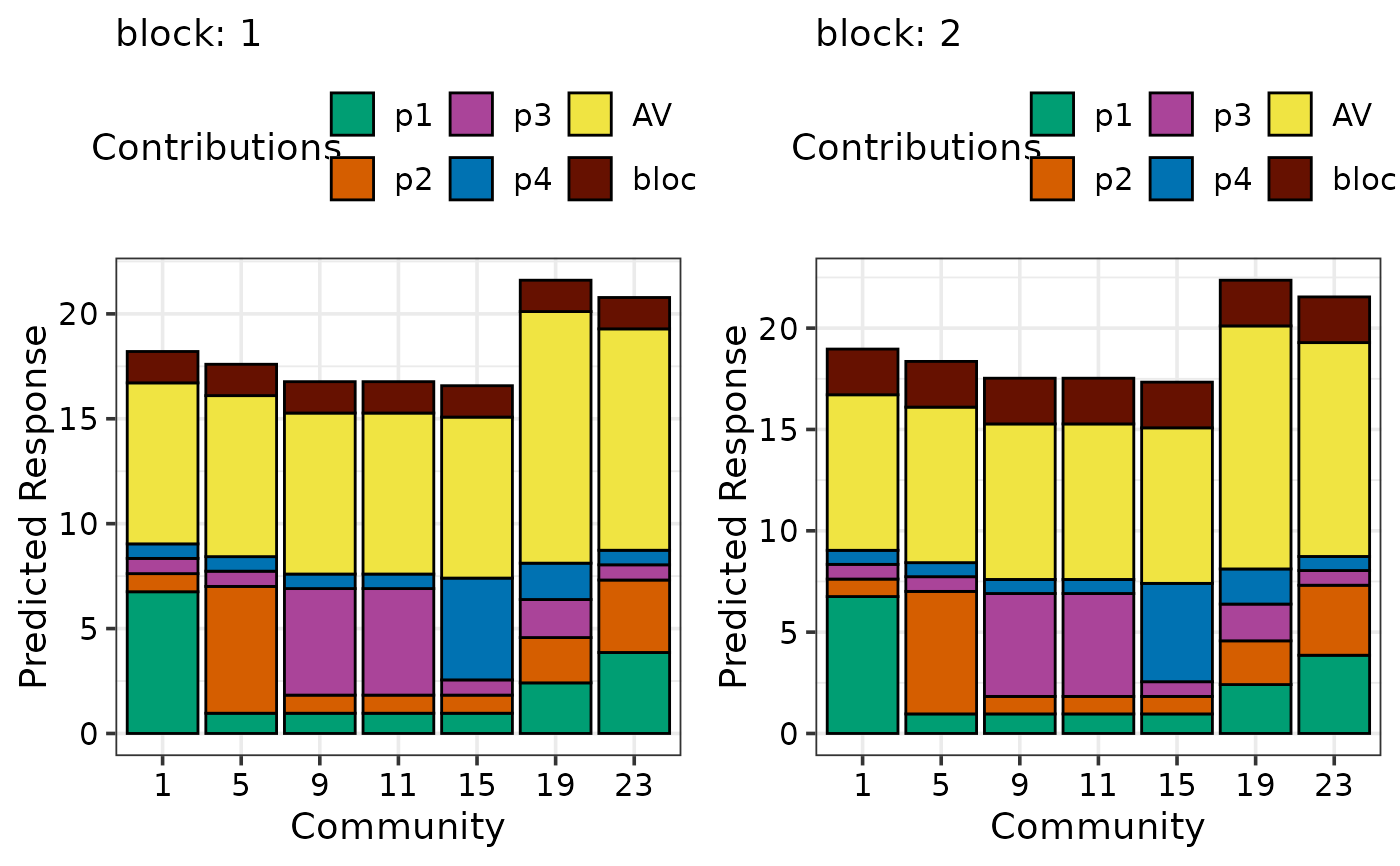 block: 1
Contributions
p1 p3 AV
p2 p4 bloc
Predicted Response
20
15
10
5
0
1 5 9 11 15 19 23
Community
block: 2
Contributions
p1 p3 AV
p2 p4 bloc
Predicted Response
20
15
10
5
0
1 5 9 11 15 19 23
Community